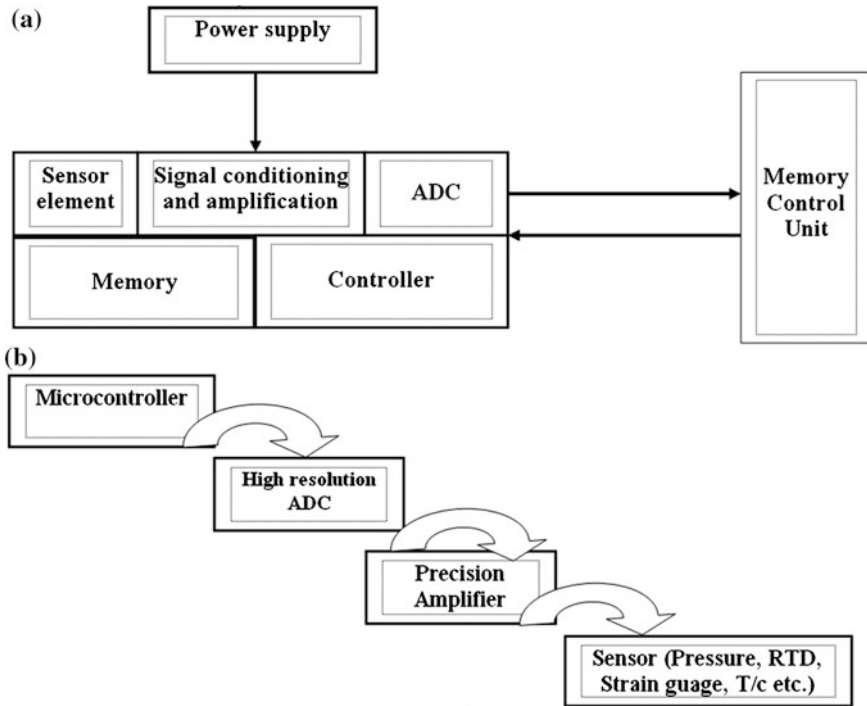 (a)
Power supply
Sensor
element
Signal conditioning
and amplification
ADC
Memory
Control
Unit
Memory
Controller
(b)
Microcontroller
High resolution
ADC
Precision
Amplifier
Sensor (Pressure, RTD,
Strain guage, T/c etc.)